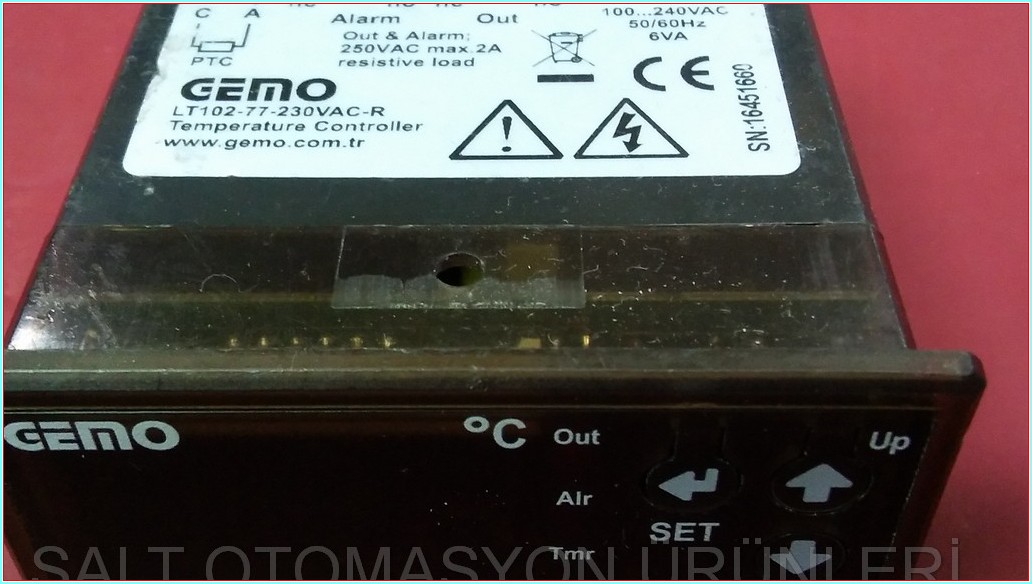 C A
PTC
Alarm Out
Out & Alarm;
250VAC max.2A
resistive load
100...240VAC
50/60Hz
6VA
CE
SN:16451660
GEMO
LT102-77-230VAC-R
Temperature Controller
www.gemo.com.tr
GEMO
°C
Out
Alr
Tmr
SET
Up
SALT OTOMASYON ÜRÜNLERİ